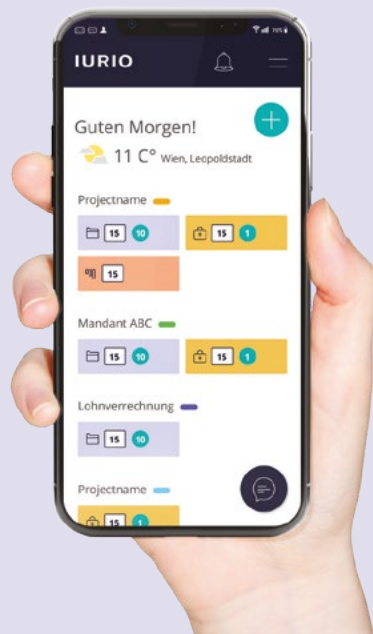 IURIO
Guten Morgen!
11 C° Wien, Leopoldstadt
Projectname
15 10 15 1
15
Mandant ABC
15 10 15 1
Lohnverrechnung
15 10
Projectname
15 1